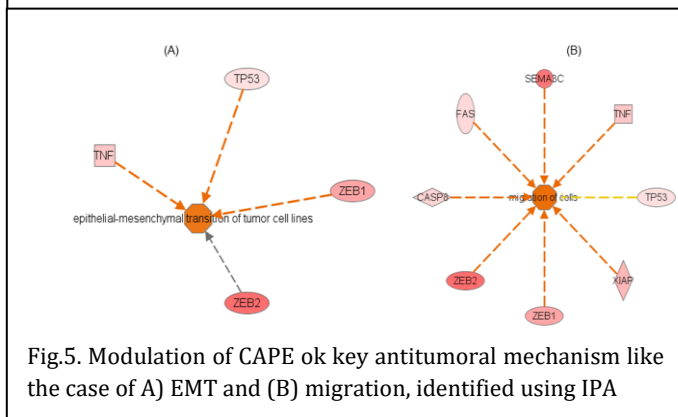 (A)
(B)
TP53
SEMA3C
FAS
TNF
TNF
ZEB1
CASP8
migration of cells
TP53
epithelial-mesenchymal transition of tumor cell lines
ZEB2
XIAP
ZEB2
ZEB1
Fig.5. Modulation of CAPE ok key antitumoral mechanism like
the case of A) EMT and (B) migration, identified using IPA